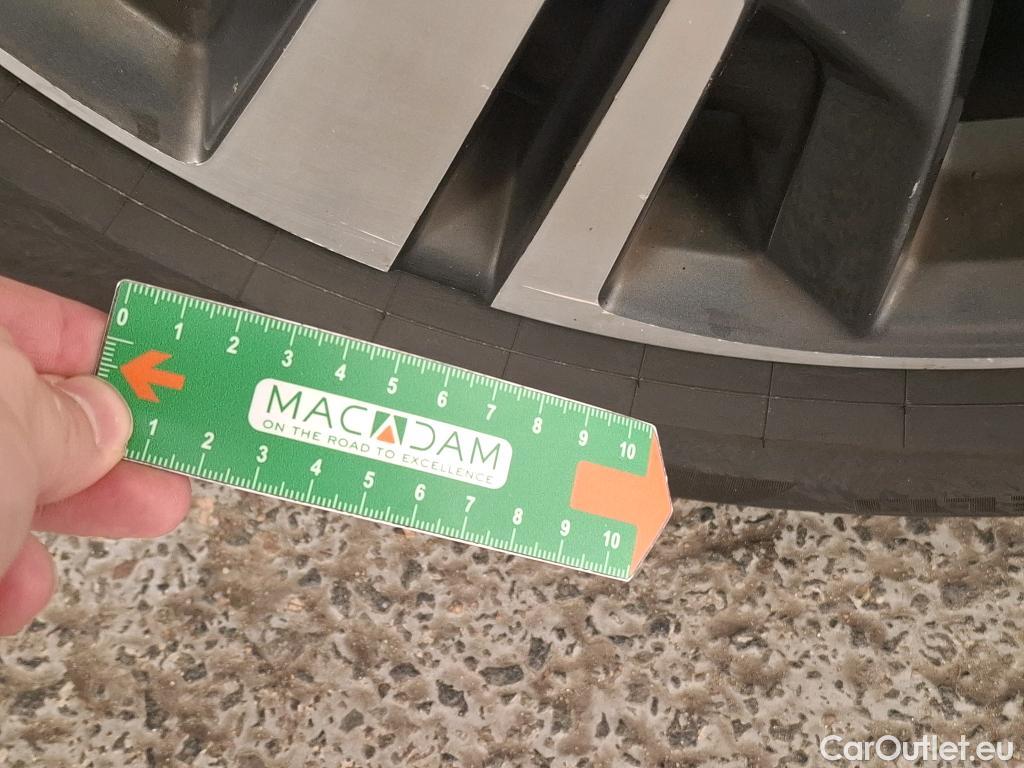 0 1 2 3 4 5 6 7 8 9 10
MACADAM
ON THE ROAD TO EXCELLENCE
1 2 3 4 5 6 7 8 9 10
CarOutlet.eu